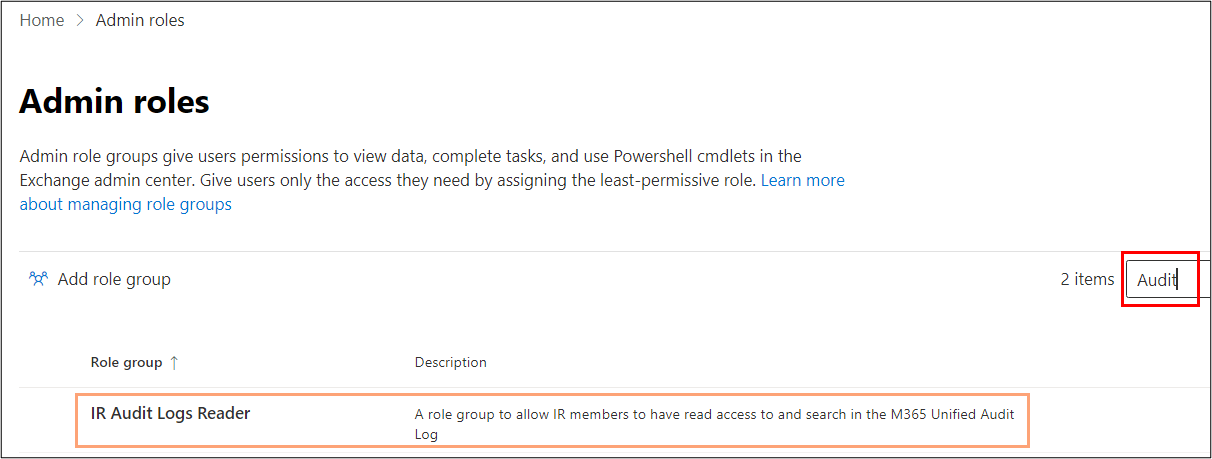 Home > Admin roles
Admin roles
Admin role groups give users permissions to view data, complete tasks, and use Powershell cmdlets in the
Exchange admin center. Give users only the access they need by assigning the least-permissive role. Learn more
about managing role groups
Add role group 2 items Audit
Role group ↑ Description
IR Audit Logs Reader A role group to allow IR members to have read access to and search in the M365 Unified Audit
Log